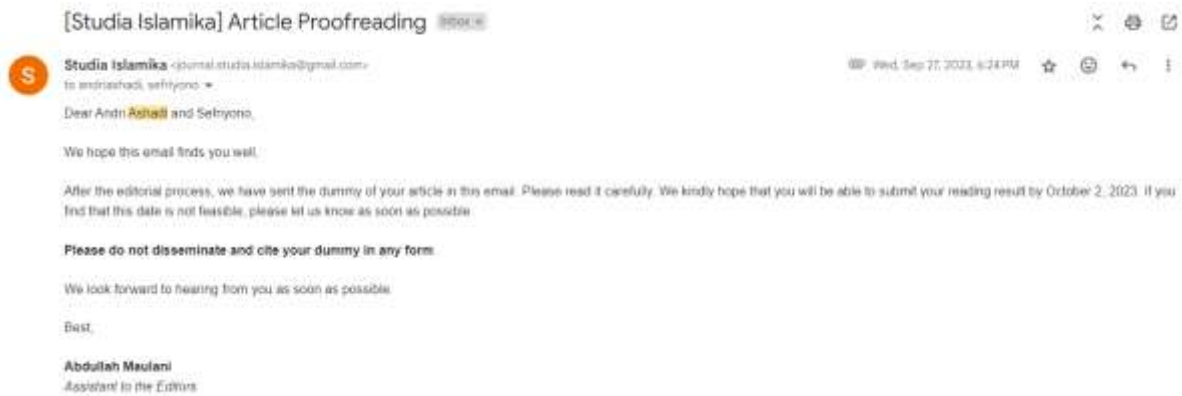 [Studia Islamika] Article Proofreading Inbox ×
S
Studia Islamika <journal.studia.islamika@gmail.com>
Wed, Sep 27, 2023, 6:24 PM
to andriashadi, sefriyono
Dear Andri Ashadi and Sefriyono,
We hope this email finds you well.
After the editorial process, we have sent the dummy of your article in this email. Please read it carefully. We kindly hope that you will be able to submit your reading result by October 2, 2023. If you
find that this date is not feasible, please let us know as soon as possible.
Please do not disseminate and cite your dummy in any form.
We look forward to hearing from you as soon as possible.
Best,
Abdullah Maulani
Assistant to the Editors